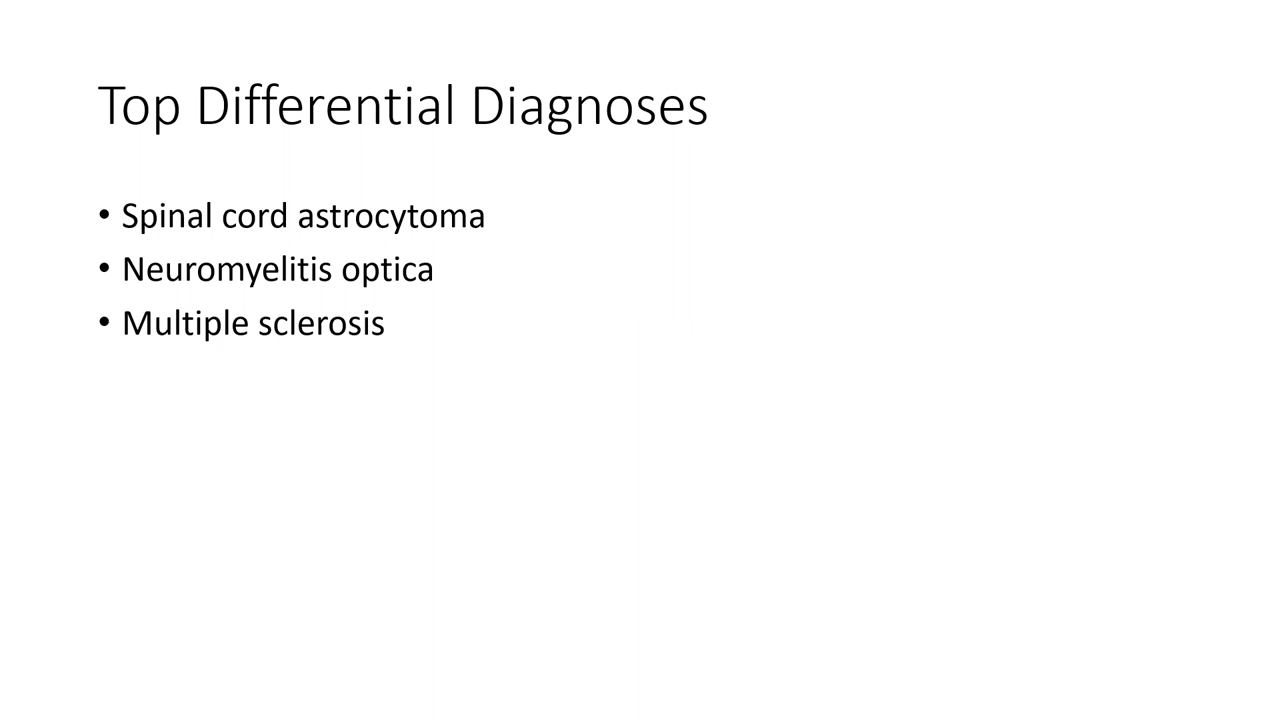 Top Differential Diagnoses
• Spinal cord astrocytoma
• Neuromyelitis optica
• Multiple sclerosis